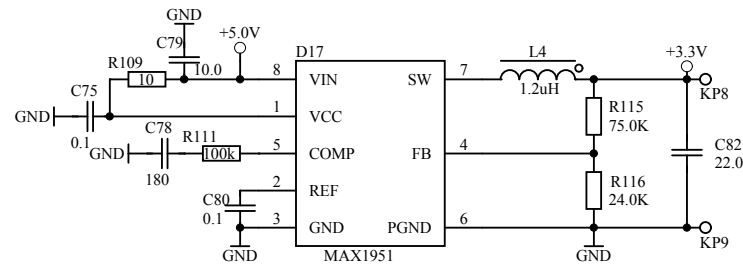 GND
C79
+5.0V
D17
L4
+3.3V
R109
10
10.0
8
VIN
SW
7
1.2uH
KP8
C75
GND
0.1
1
VCC
R115
75.0K
C78
R111
GND
100k
180
5
COMP
FB
4
C82
22.0
C80
0.1
2
REF
R116
24.0K
3
GND
PGND
6
KP9
GND
MAX1951
GND